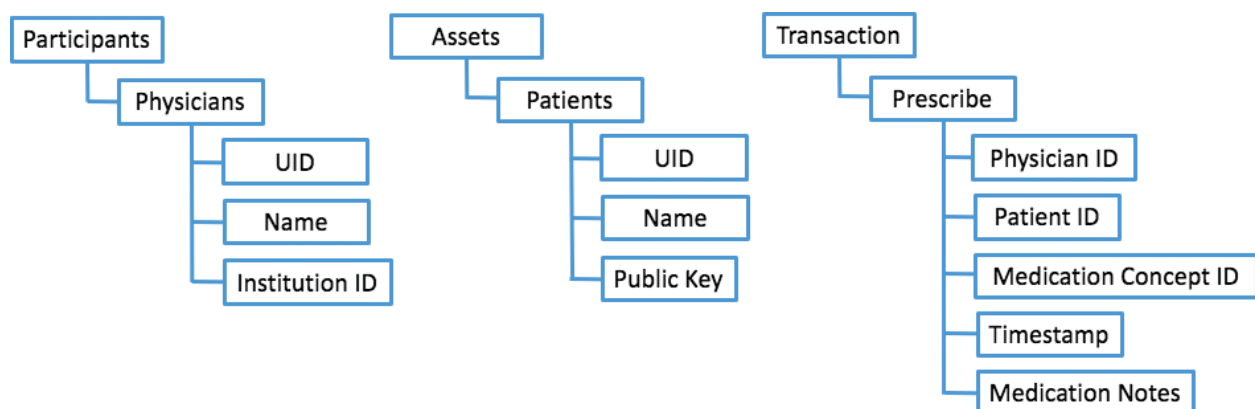 Participants
Physicians
UID
Name
Institution ID
Assets
Patients
UID
Name
Public Key
Transaction
Prescribe
Physician ID
Patient ID
Medication Concept ID
Timestamp
Medication Notes